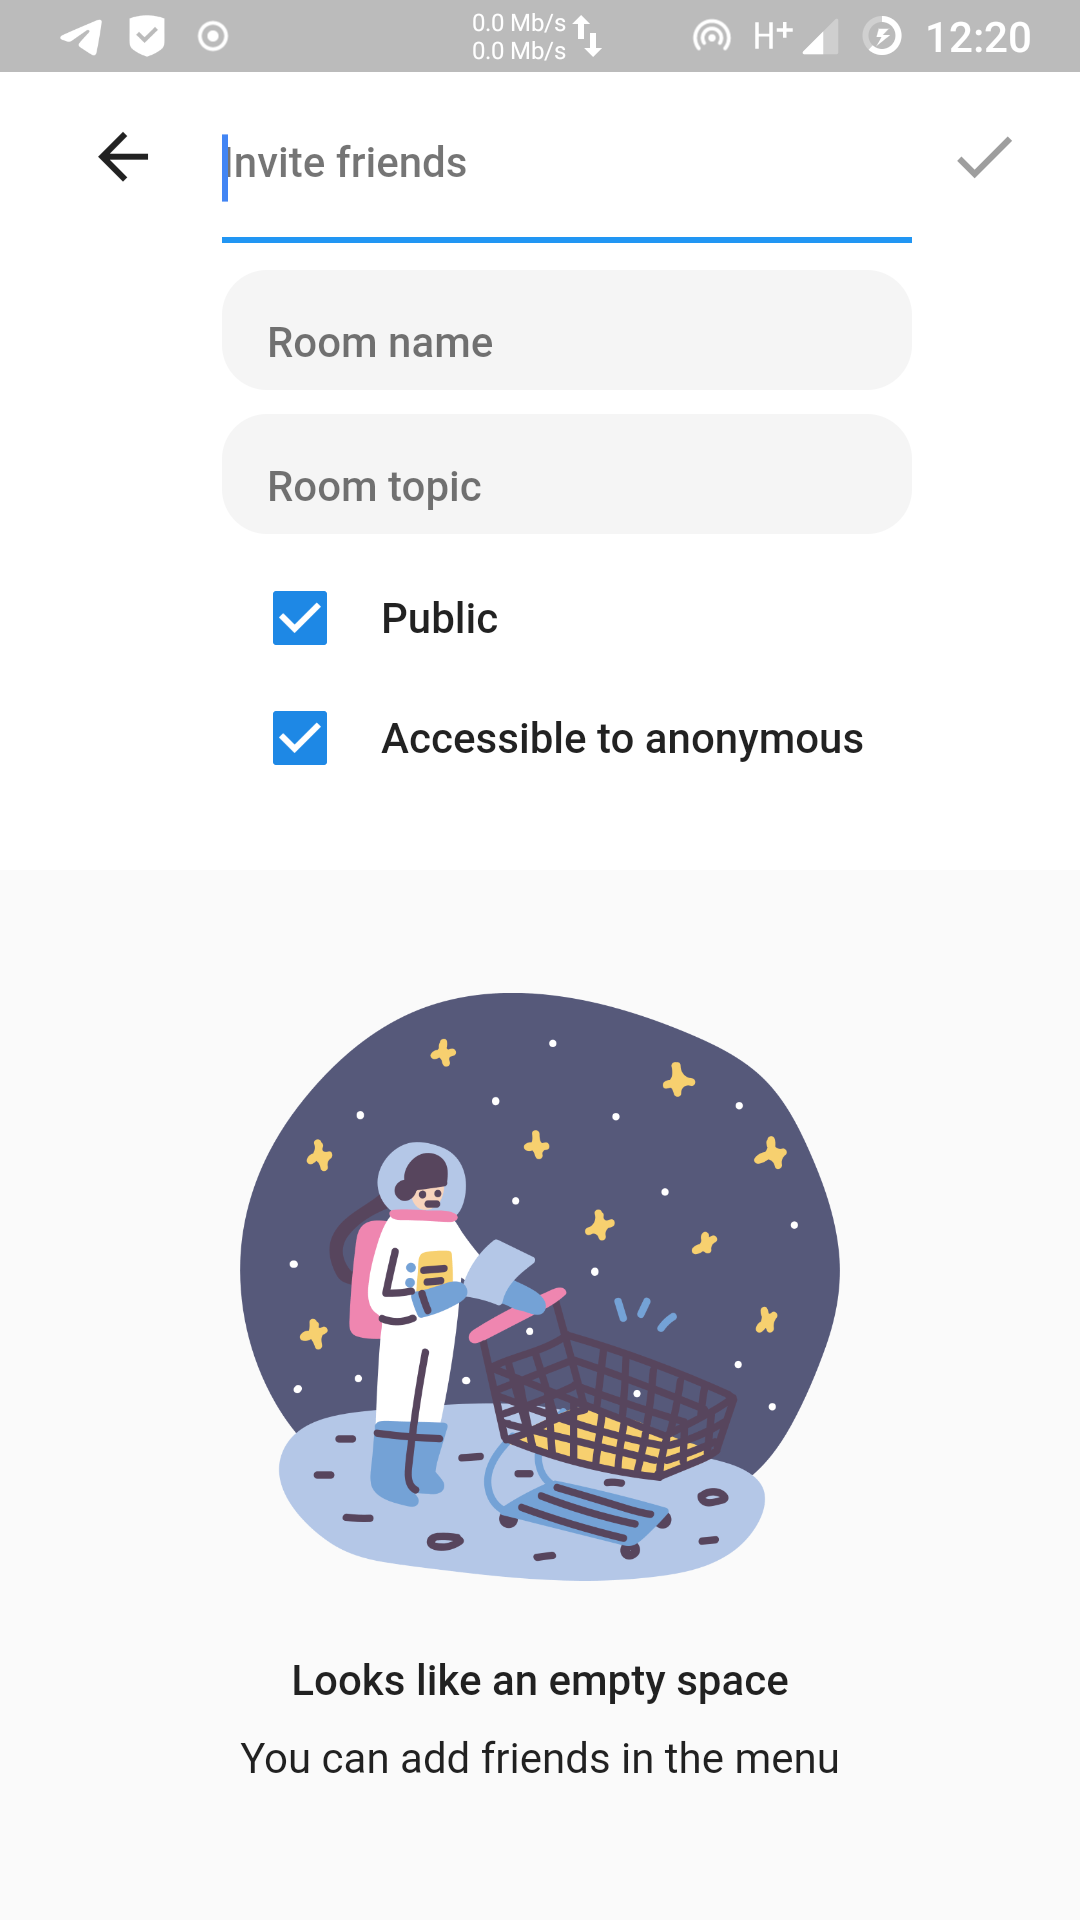 0.0 Mb/s
0.0 Mb/s
H+
12:20
Invite friends
Room name
Room topic
Public
Accessible to anonymous
Looks like an empty space
You can add friends in the menu